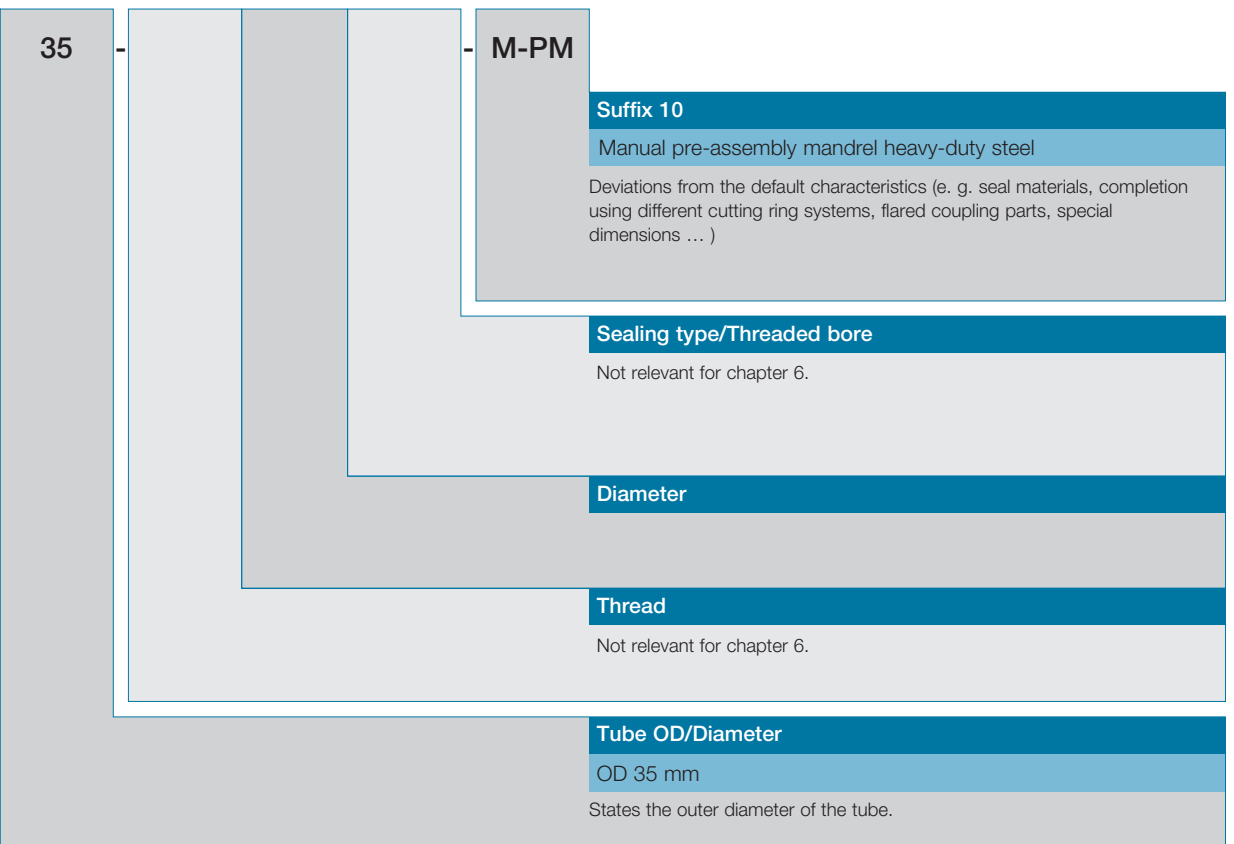 35 - - M-PM
Suffix 10
Manual pre-assembly mandrel heavy-duty steel
Deviations from the default characteristics (e. g. seal materials, completion
using different cutting ring systems, flared coupling parts, special
dimensions … )
Sealing type/Threaded bore
Not relevant for chapter 6.
Diameter
Thread
Not relevant for chapter 6.
Tube OD/Diameter
OD 35 mm
States the outer diameter of the tube.